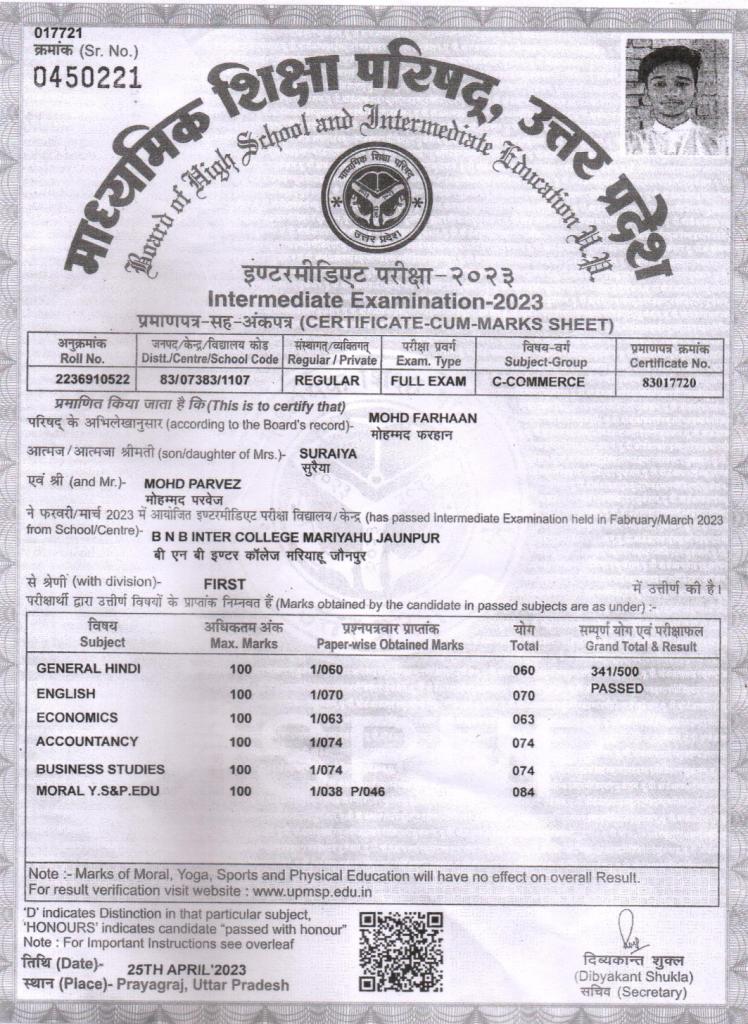 017721
क्रमांक (Sr. No.)
0450221
माध्यमिक शिक्षा परिषद्, उत्तर प्रदेश
Board of High School and Intermediate Education U.P.
माध्यमिक शिक्षा परिषद्
उत्तर प्रदेश
इण्टरमीडिएट परीक्षा-२०२३
Intermediate Examination-2023
प्रमाणपत्र-सह-अंकपत्र (CERTIFICATE-CUM-MARKS SHEET)
अनुक्रमांक जनपद/केन्द्र/विद्यालय कोड संस्थागत/व्यक्तिगत परीक्षा प्रवर्ग विषय-वर्ग प्रमाणपत्र क्रमांक
Roll No. Distt./Centre/School Code Regular / Private Exam. Type Subject-Group Certificate No.
2236910522 83/07383/1107 REGULAR FULL EXAM C-COMMERCE 83017720
प्रमाणित किया जाता है कि (This is to certify that)
परिषद् के अभिलेखानुसार (according to the Board's record)- MOHD FARHAAN
मोहम्मद फरहान
आत्मज/आत्मजा श्रीमती (son/daughter of Mrs.)- SURAIYA
सुरैया
एवं श्री (and Mr.)- MOHD PARVEZ
मोहम्मद परवेज
ने फरवरी/मार्च 2023 में आयोजित इण्टरमीडिएट परीक्षा विद्यालय/केन्द्र (has passed Intermediate Examination held in Fabruary/March 2023
from School/Centre)- B N B INTER COLLEGE MARIYAHU JAUNPUR
बी एन बी इण्टर कॉलेज मरियाहू जौनपुर
से श्रेणी (with division)- FIRST में उत्तीर्ण की है।
परीक्षार्थी द्वारा उत्तीर्ण विषयों के प्राप्तांक निम्नवत हैं (Marks obtained by the candidate in passed subjects are as under) :-
विषय अधिकतम अंक प्रश्नपत्रवार प्राप्तांक योग सम्पूर्ण योग एवं परीक्षाफल
Subject Max. Marks Paper-wise Obtained Marks Total Grand Total & Result
GENERAL HINDI 100 1/060 060 341/500
PASSED
ENGLISH 100 1/070 070
ECONOMICS 100 1/063 063
ACCOUNTANCY 100 1/074 074
BUSINESS STUDIES 100 1/074 074
MORAL Y.S&P.EDU 100 1/038 P/046 084
Note :- Marks of Moral, Yoga, Sports and Physical Education will have no effect on overall Result.
For result verification visit website : www.upmsp.edu.in
'D' indicates Distinction in that particular subject,
'HONOURS' indicates candidate "passed with honour"
Note : For Important Instructions see overleaf
तिथि (Date)- 25TH APRIL'2023
स्थान (Place)- Prayagraj, Uttar Pradesh
दिव्यकान्त शुक्ल
(Dibyakant Shukla)
सचिव (Secretary)